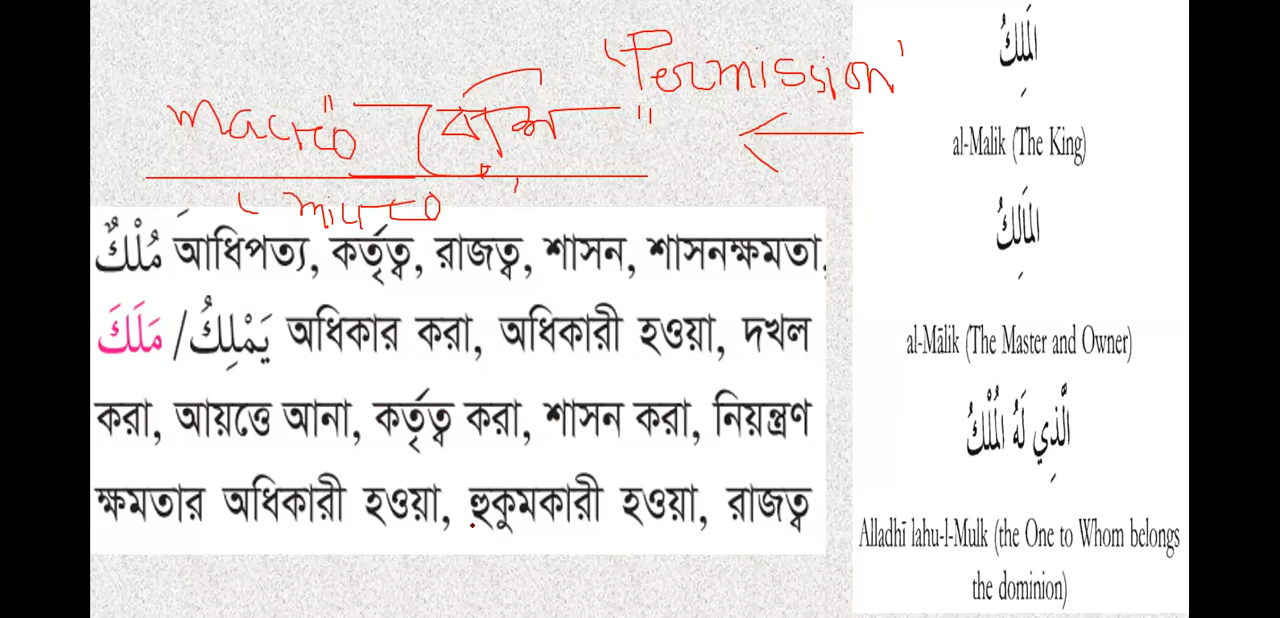 'Permission'
macro
micro
مُلْكٌ আধিপত্য, কর্তৃত্ব, রাজত্ব, শাসন, শাসনক্ষমতা,
مَلَكَ / يَمْلِكُ অধিকার করা, অধিকারী হওয়া, দখল
করা, আয়ত্তে আনা, কর্তৃত্ব করা, শাসন করা, নিয়ন্ত্রণ
ক্ষমতার অধিকারী হওয়া, হুকুমকারী হওয়া, রাজত্ব
المَلِكُ
al-Malik (The King)
المَالِكُ
al-Mālik (The Master and Owner)
الَّذِي لَهُ المُلْكُ
Alladhī lahu-l-Mulk (the One to Whom belongs
the dominion)